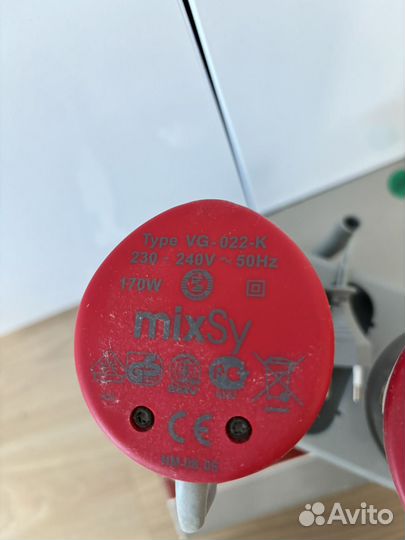 Type VG-022-K
230 - 240V ~ 50Hz
170W
mixSy
CE
Avito